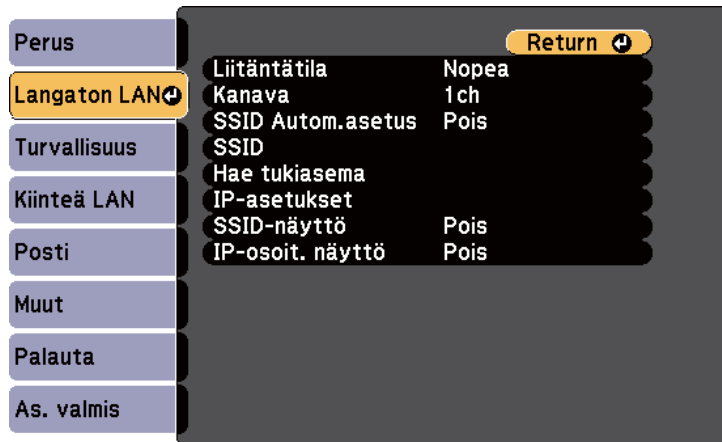 Perus
Langaton LAN
Turvallisuus
Kiinteä LAN
Posti
Muut
Palauta
As. valmis
Return
Liitäntätila Nopea
Kanava 1ch
SSID Autom.asetus Pois
SSID
Hae tukiasema
IP-asetukset
SSID-näyttö Pois
IP-osoit. näyttö Pois